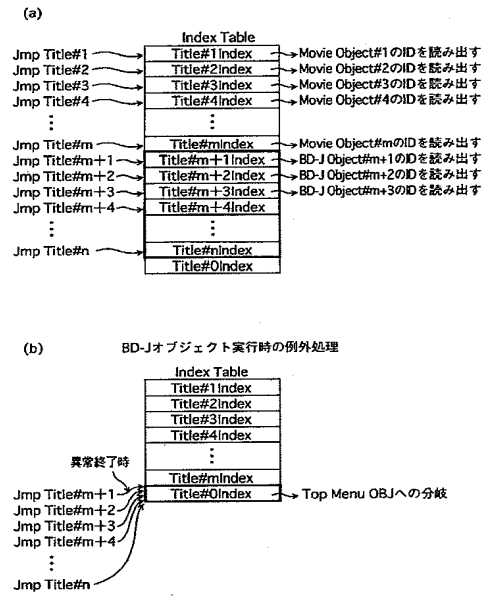 (a)
Index Table
Jmp Title#1 Title#1Index Movie Object#1のIDを読み出す
Jmp Title#2 Title#2Index Movie Object#2のIDを読み出す
Jmp Title#3 Title#3Index Movie Object#3のIDを読み出す
Jmp Title#4 Title#4Index Movie Object#4のIDを読み出す
Jmp Title#m Title#mIndex Movie Object#mのIDを読み出す
Jmp Title#m+1 Title#m+1Index BD-J Object#m+1のIDを読み出す
Jmp Title#m+2 Title#m+2Index BD-J Object#m+2のIDを読み出す
Jmp Title#m+3 Title#m+3Index BD-J Object#m+3のIDを読み出す
Jmp Title#m+4 Title#m+4Index
Jmp Title#n Title#nIndex
Title#0Index
(b) BD-Jオブジェクト実行時の例外処理
Index Table
Title#1Index
Title#2Index
Title#3Index
Title#4Index
異常終了時
Title#mIndex
Jmp Title#m+1 Title#0Index Top Menu OBJへの分岐
Jmp Title#m+2
Jmp Title#m+3
Jmp Title#m+4
Jmp Title#n